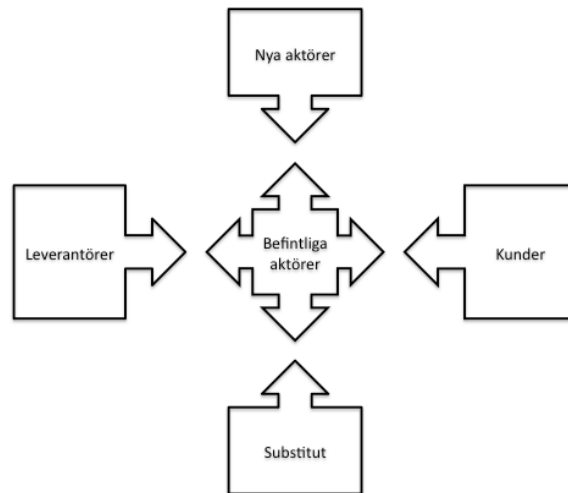 Nya aktörer
Leverantörer
Befintliga
aktörer
Kunder
Substitut